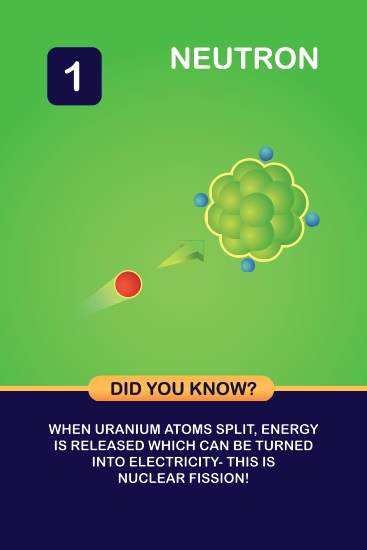 1
NEUTRON
DID YOU KNOW?
WHEN URANIUM ATOMS SPLIT, ENERGY
IS RELEASED WHICH CAN BE TURNED
INTO ELECTRICITY- THIS IS
NUCLEAR FISSION!